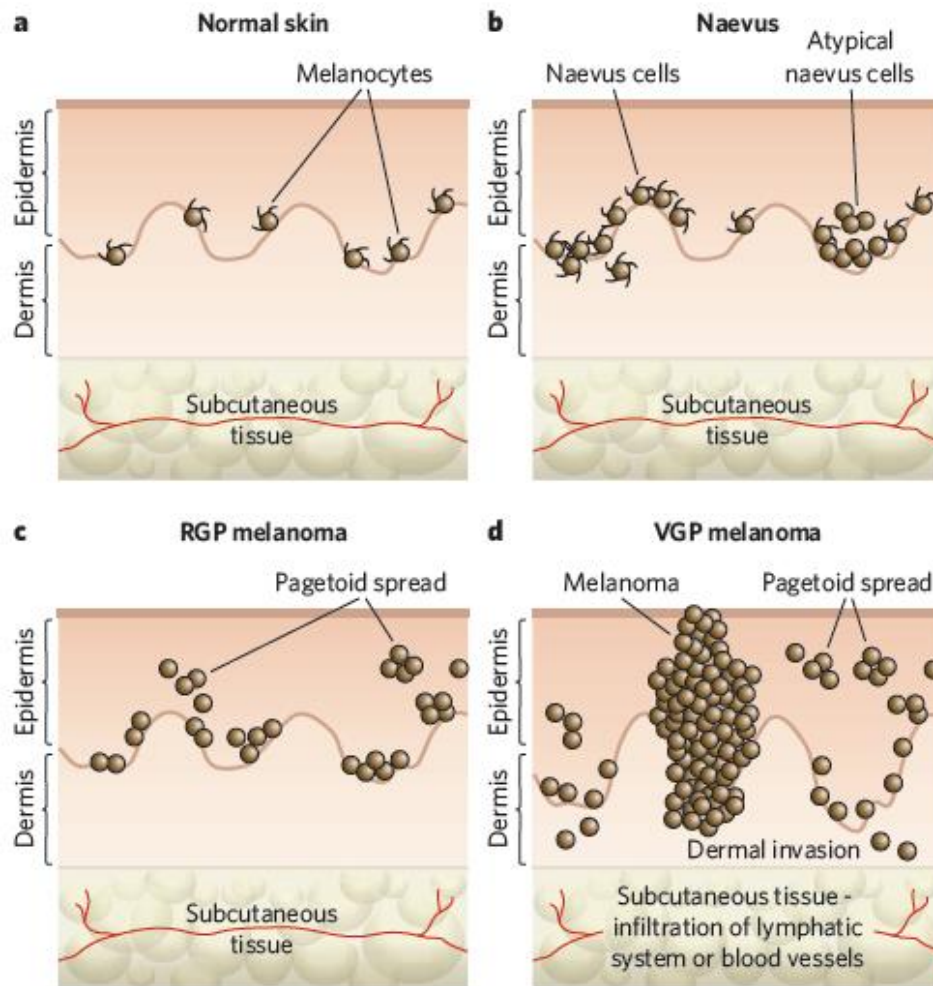 a Normal skin
Melanocytes
Epidermis
Dermis
Subcutaneous
tissue
b Naevus
Naevus cells
Atypical
naevus cells
Epidermis
Dermis
Subcutaneous
tissue
c RGP melanoma
Pagetoid spread
Epidermis
Dermis
Subcutaneous
tissue
d VGP melanoma
Melanoma
Pagetoid spread
Epidermis
Dermis
Dermal invasion
Subcutaneous tissue -
infiltration of lymphatic
system or blood vessels